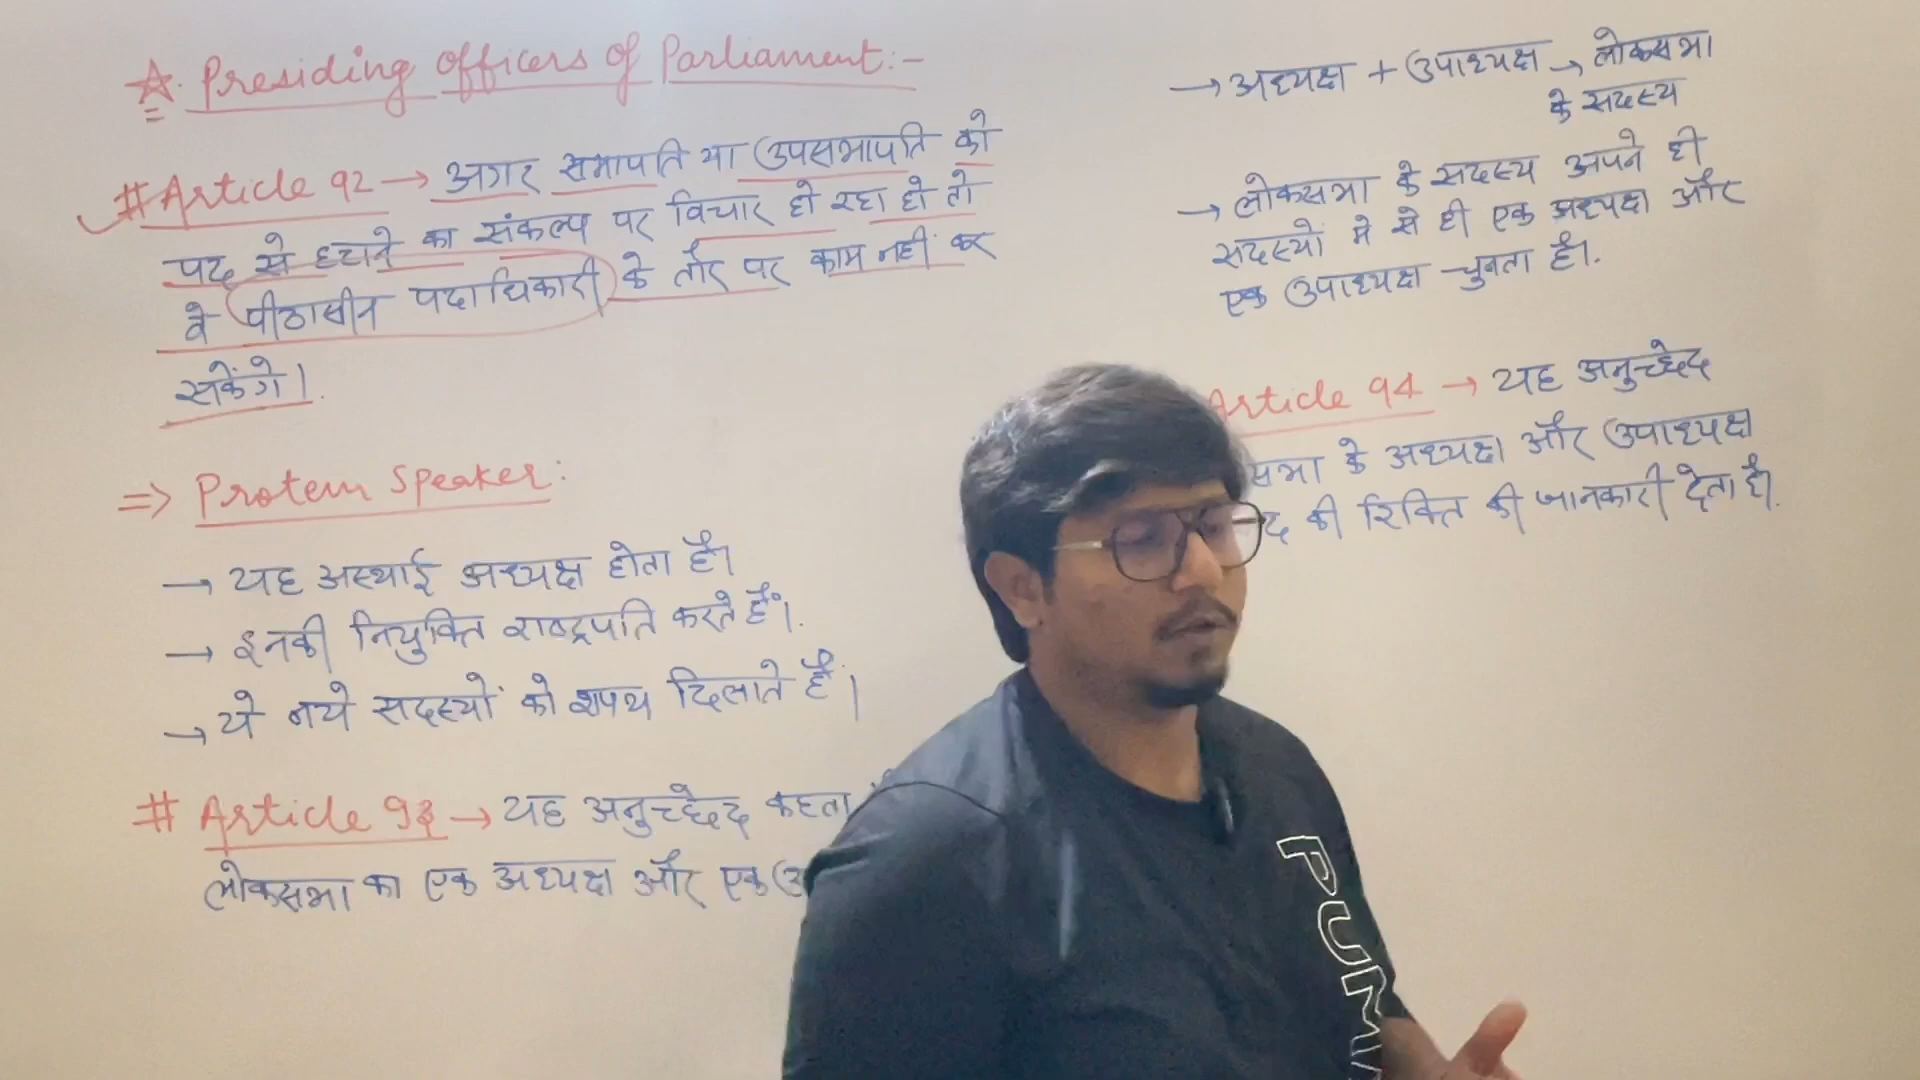 ☆. Presiding officers of Parliament:-
# Article 92 → अगर सभापति या उपसभापति को
पद से हटाने का संकल्प पर विचार हो रहा हो तो
वे पीठासीन पदाधिकारी के तौर पर काम नहीं कर
सकेंगे।
⇒ Protem Speaker:
→ यह अस्थाई अध्यक्ष होता है।
→ इनकी नियुक्ति राष्ट्रपति करते हैं।
→ ये नये सदस्यों को शपथ दिलाते हैं।
# Article 93 → यह अनुच्छेद कहता
लोकसभा का एक अध्यक्ष और एक उ
→ अध्यक्ष + उपाध्यक्ष → लोकसभा
के सदस्य
→ लोकसभा के सदस्य अपने ही
सदस्यों मे से ही एक अध्यक्ष और
एक उपाध्यक्ष चुनता है।
Article 94 → यह अनुच्छेद
सभा के अध्यक्ष और उपाध्यक्ष
द की रिक्ति की जानकारी देता है।
PUMA